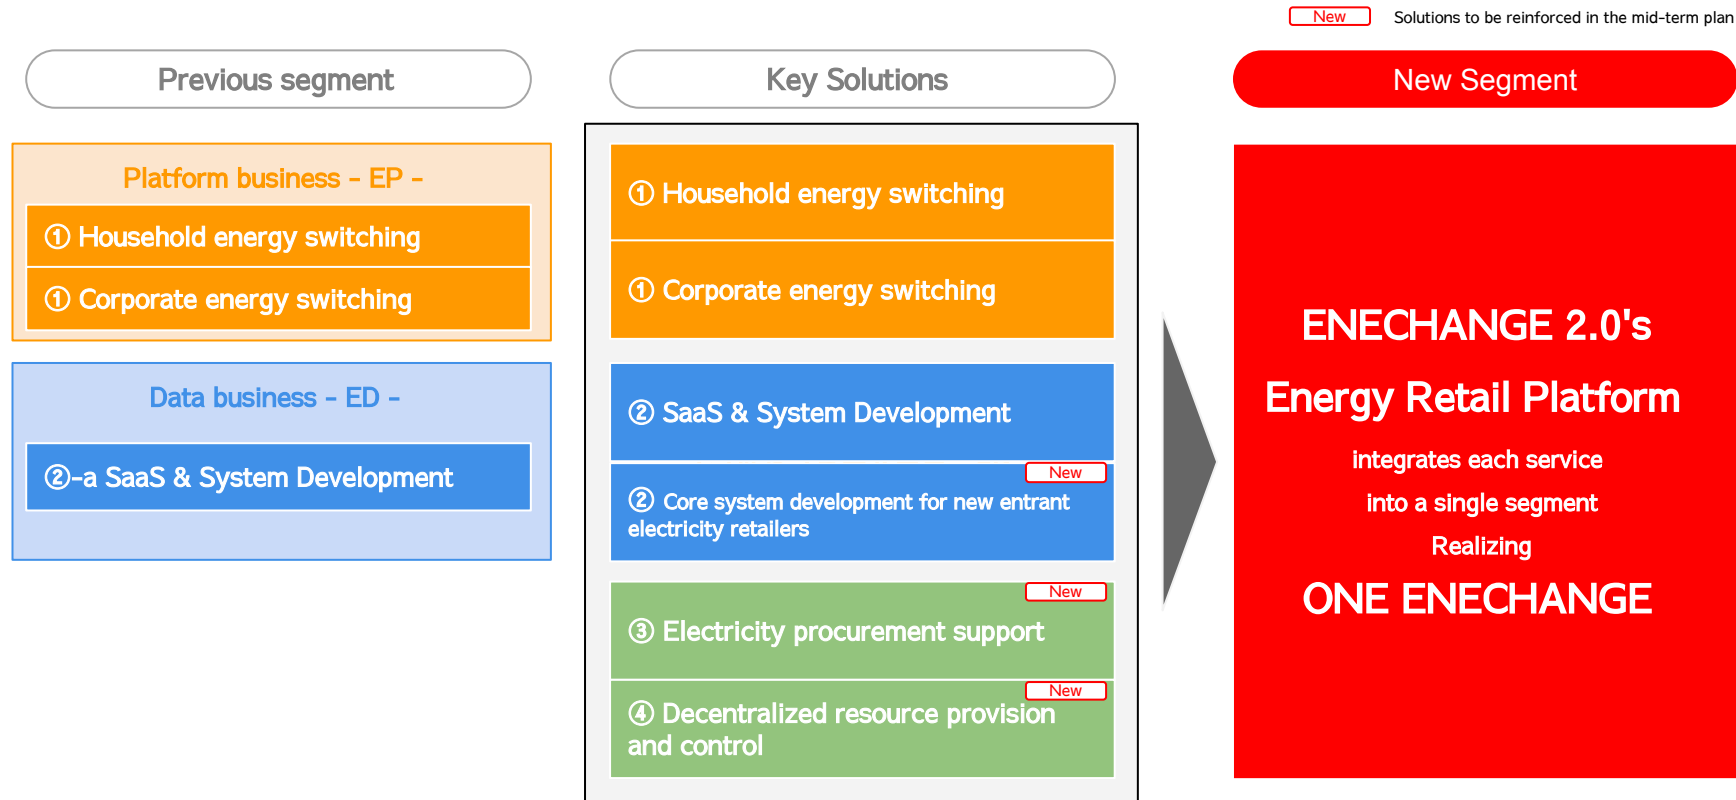 New Solutions to be reinforced in the mid-term plan
Previous segment
Key Solutions
New Segment
Platform business - EP -
① Household energy switching
① Corporate energy switching
Data business - ED -
②-a SaaS & System Development
① Household energy switching
① Corporate energy switching
② SaaS & System Development
New
② Core system development for new entrant
electricity retailers
New
③ Electricity procurement support
New
④ Decentralized resource provision
and control
ENECHANGE 2.0's
Energy Retail Platform
integrates each service
into a single segment
Realizing
ONE ENECHANGE